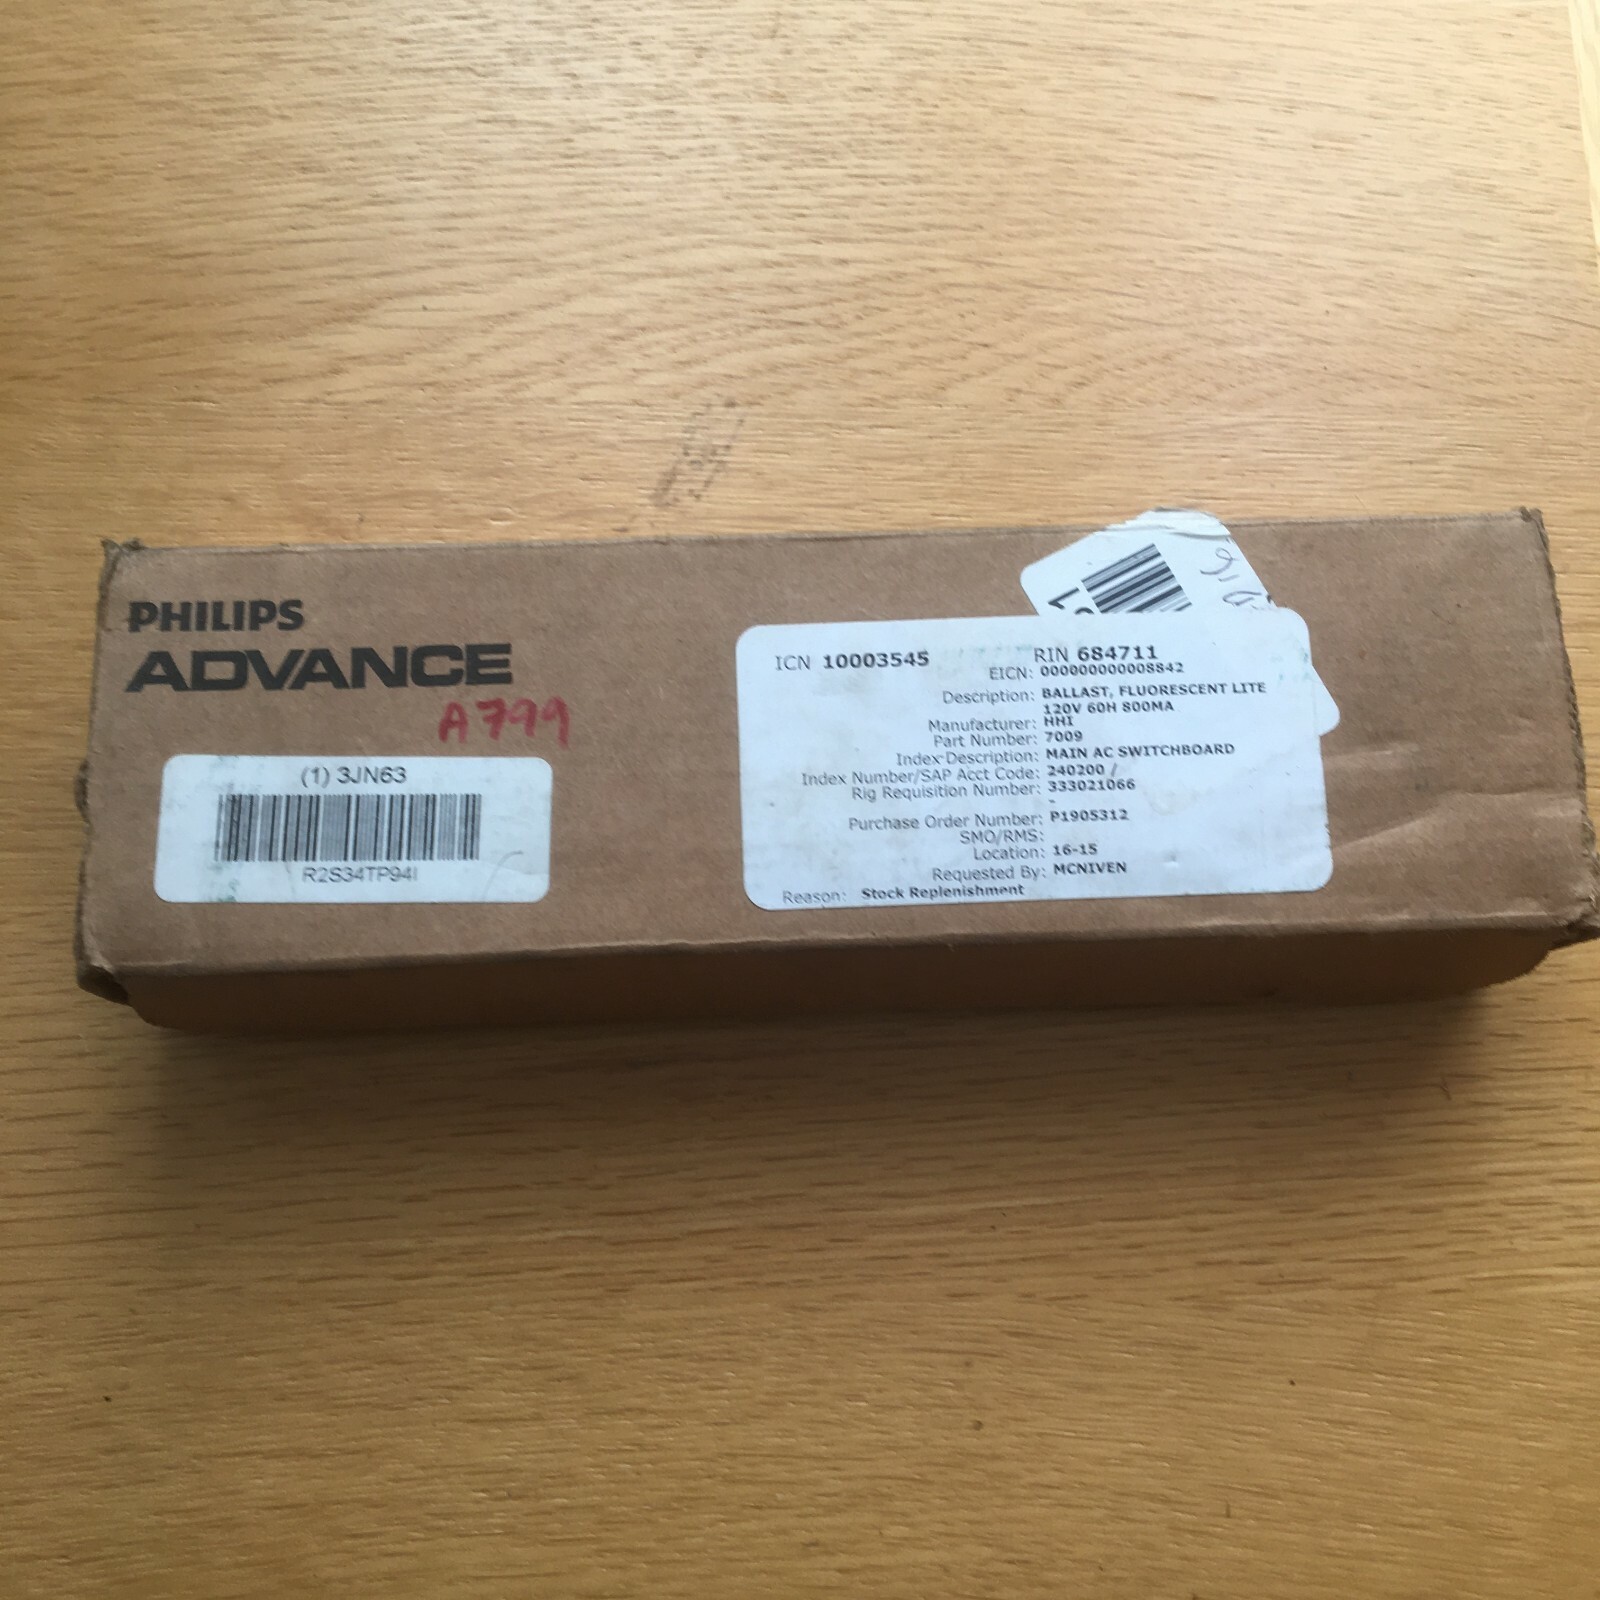 PHILIPS
ADVANCE
A799
(1) 3JN63
R2S34TP94I
ICN 10003545 RIN 684711
EICN: 000000000008842
Description: BALLAST, FLUORESCENT LITE
120V 60H 800MA
Manufacturer: HHI
Part Number: 7009
Index Description: MAIN AC SWITCHBOARD
Index Number/SAP Acct Code: 240200 /
Rig Requisition Number: 333021066
-
Purchase Order Number: P1905312
SMO/RMS:
Location: 16-15
Requested By: MCNIVEN
Reason: Stock Replenishment